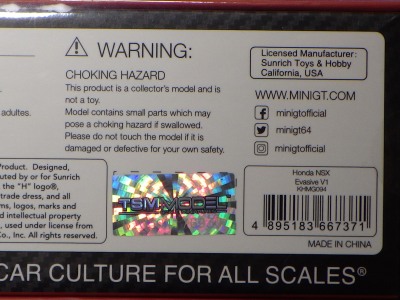 WARNING:
CHOKING HAZARD
This product is a collector's model and is
not a toy.
Model contains small parts which may
pose a choking hazard if swallowed.
Please do not touch the model if it is
damaged or defective for your own safety.
adultes.
Licensed Manufacturer:
Sunrich Toys & Hobby
California, USA
WWW.MINIGT.COM
minigtofficial
minigt64
minigtofficial
Product. Designed,
uted by or for Sunrich
the "H" logo®,
trade dress, and all
ms, logos, marks and
d intellectual property
, used under license from
Co., Inc. All rights reserved.
TSM MODEL
Honda NSX
Evasive V1
KHMG094
4 895183 667371
MADE IN CHINA
CAR CULTURE FOR ALL SCALES®